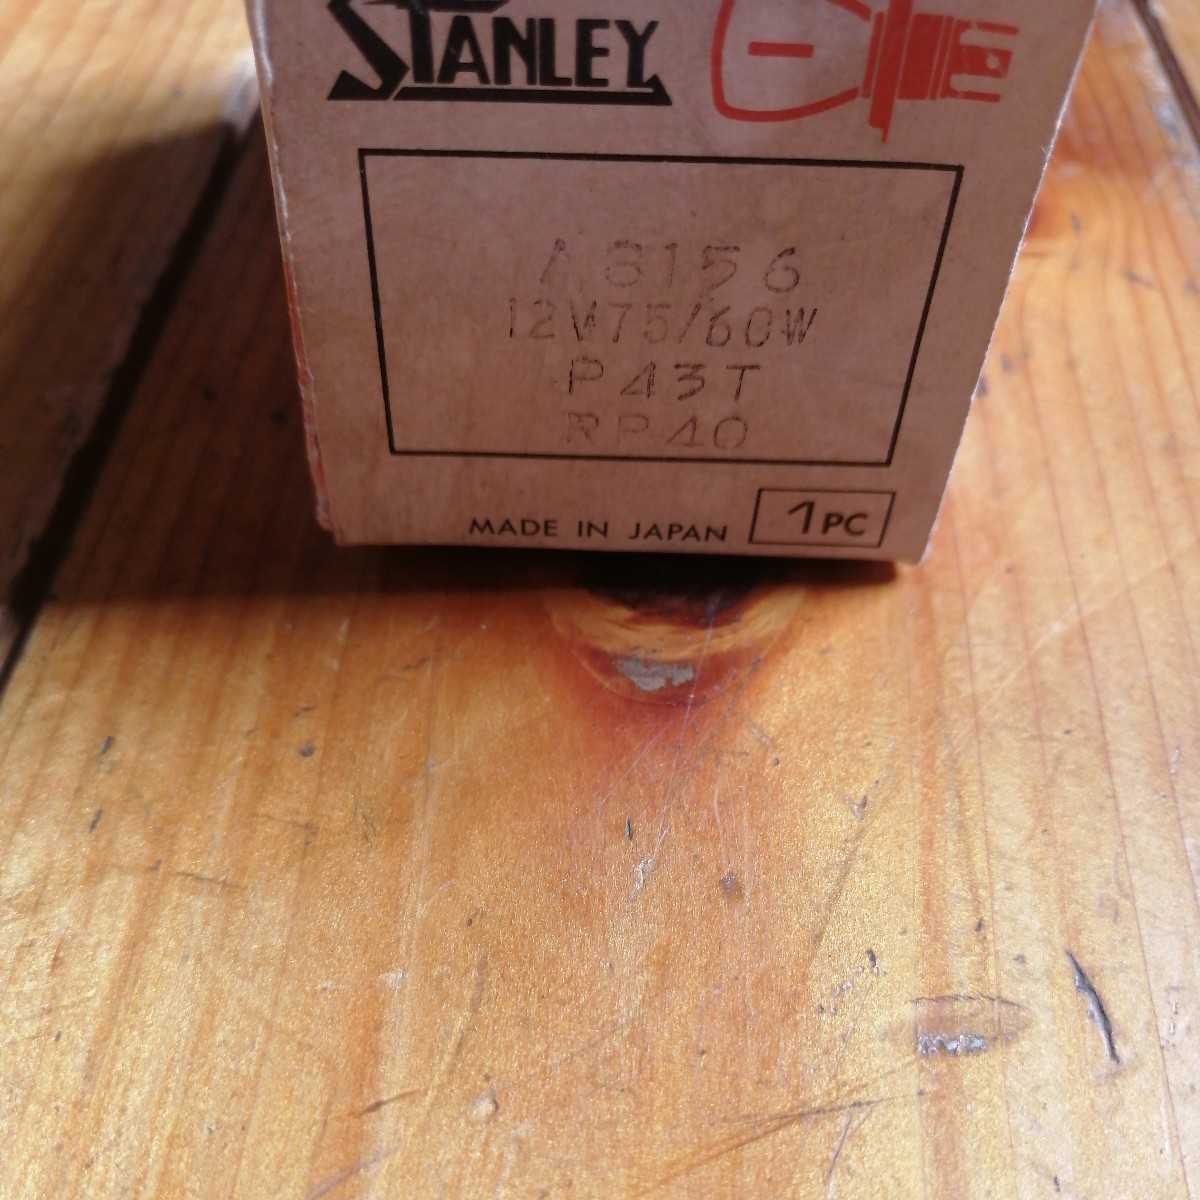 STANLEY
A8156
12V75/60W
P43T
RP40
MADE IN JAPAN 1PC